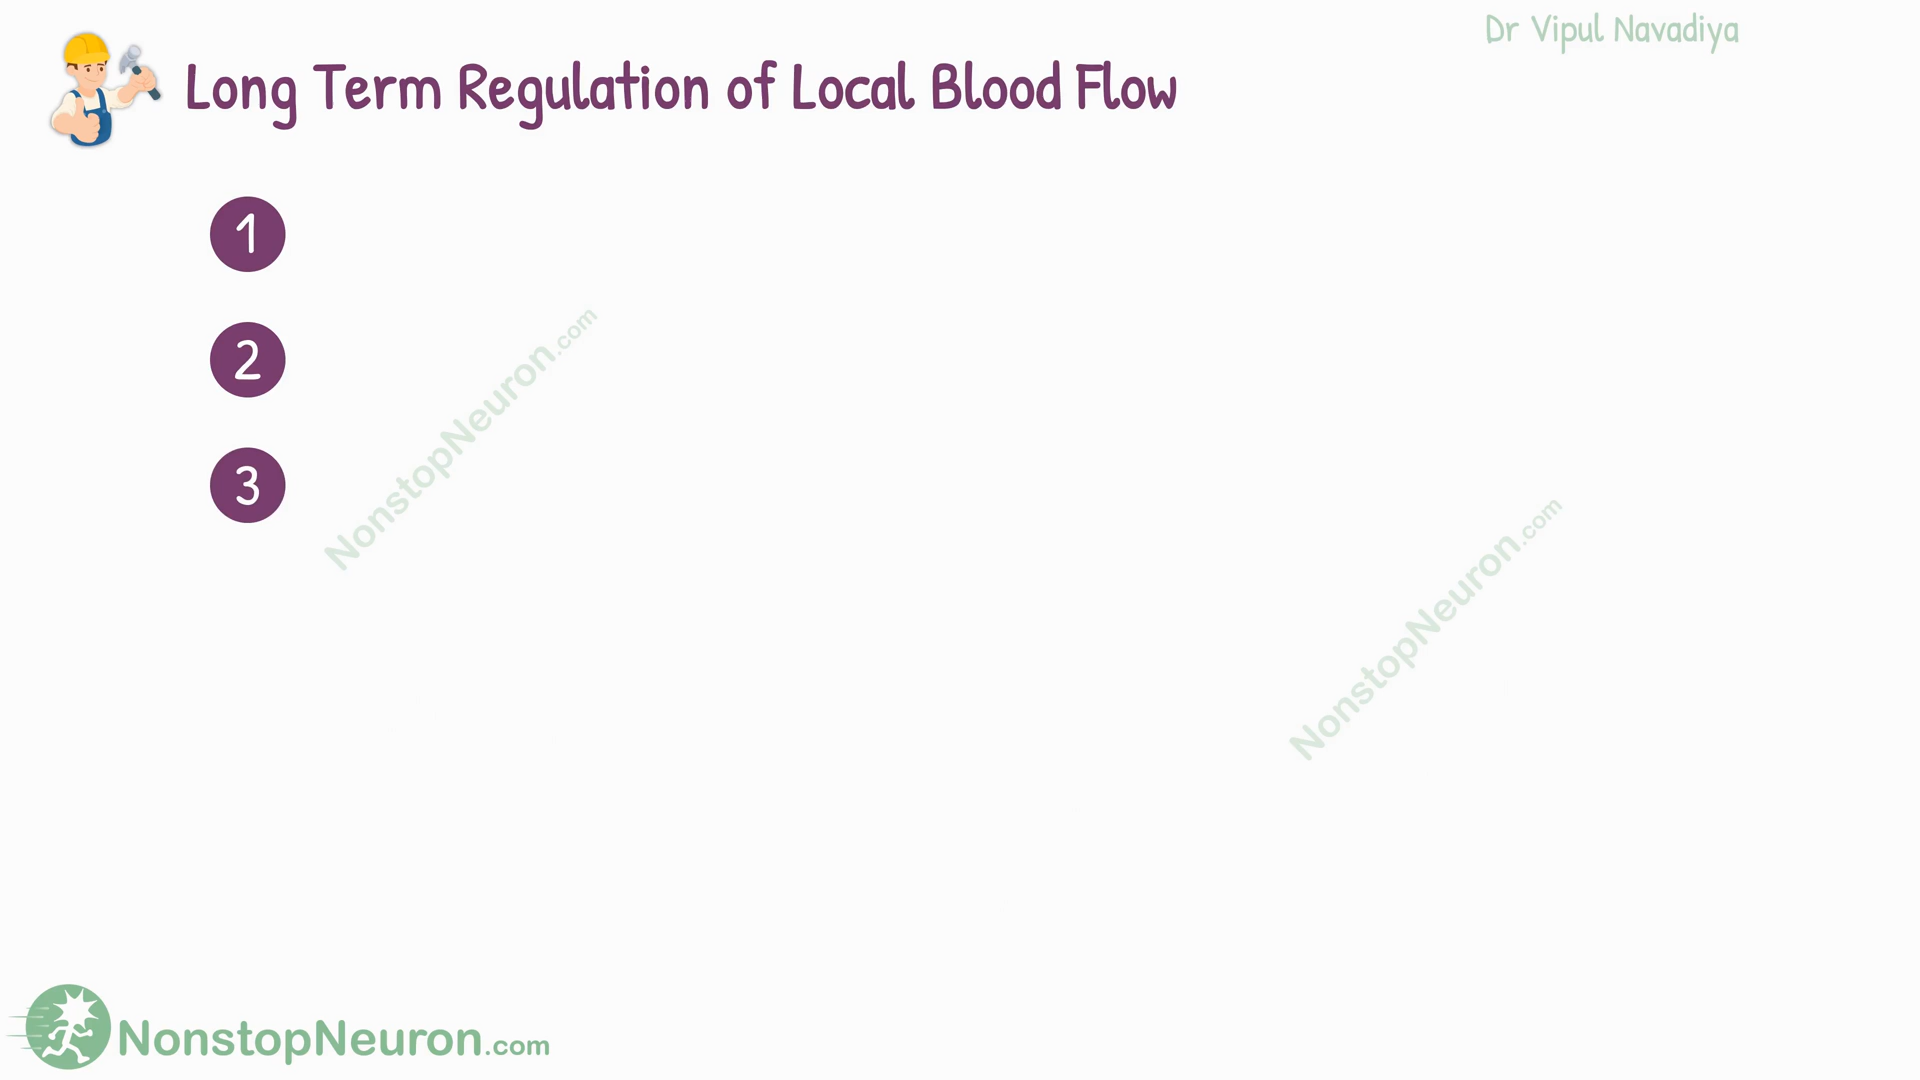 Dr Vipul Navadiya
Long Term Regulation of Local Blood Flow
1
2
3
NonstopNeuron.com
NonstopNeuron.com
NonstopNeuron.com